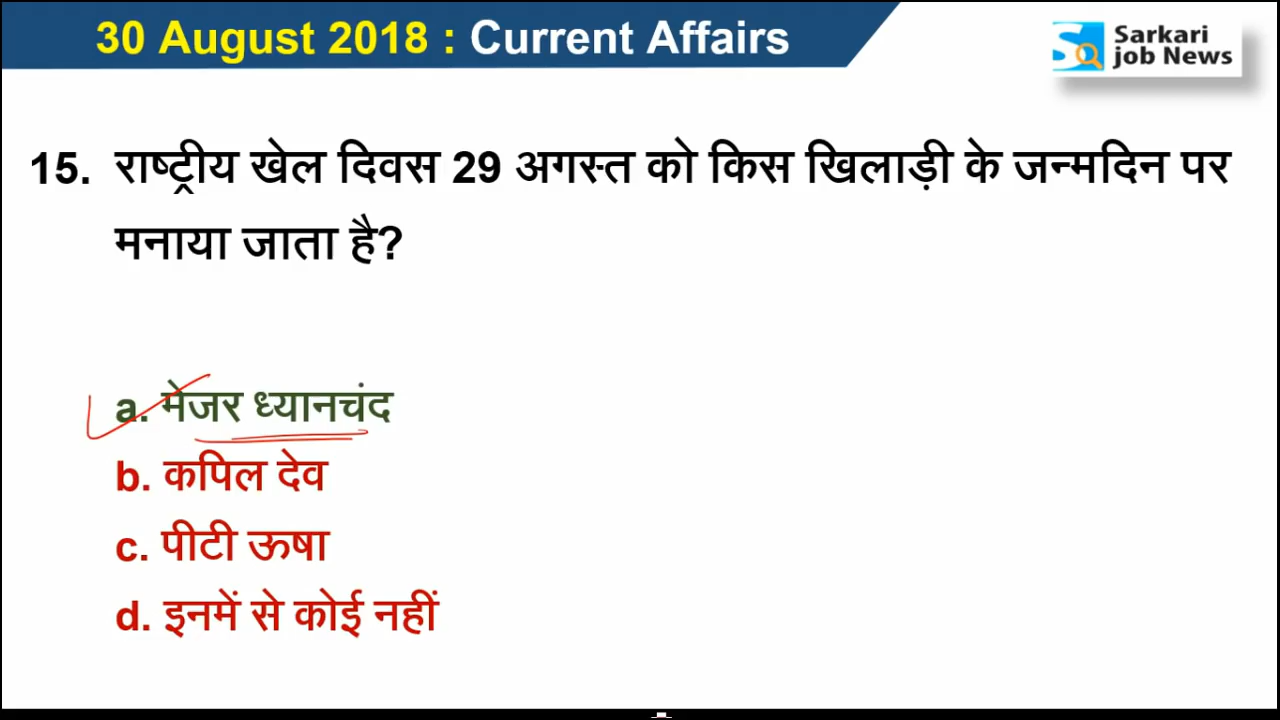 30 August 2018 : Current Affairs
Sarkari
job News
15. राष्ट्रीय खेल दिवस 29 अगस्त को किस खिलाड़ी के जन्मदिन पर
मनाया जाता है?
a. मेजर ध्यानचंद
b. कपिल देव
c. पीटी ऊषा
d. इनमें से कोई नहीं